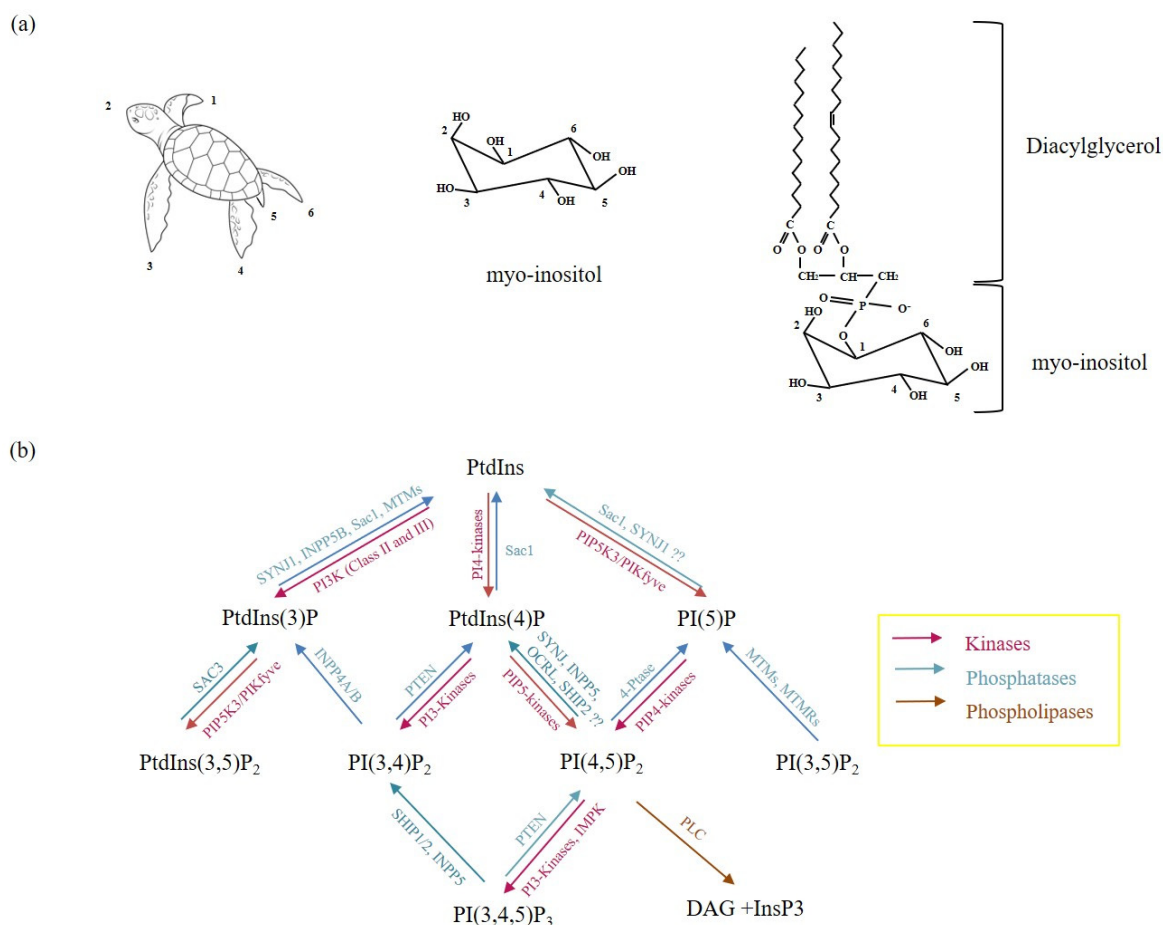 (a)
1
2
3
4
5
6
HO
2
OH
1
6
OH
OH
HO
3
4
OH
5
myo-inositol
C
O
O
C
O
O
CH₂
CH
CH₂
O
P
O⁻
HO
2
O
1
6
OH
OH
HO
3
4
OH
5
Diacylglycerol
myo-inositol
(b)
PtdIns
SYNJ1, INPP5B, Sac1, MTMs
PI3K (Class II and III)
PI4-kinases
Sac1
Sac1, SYNJ1 ??
PIP5K3/PIKfyve
PtdIns(3)P
PtdIns(4)P
PI(5)P
SAC3
PIP5K3/PIKfyve
INPP4A/B
PTEN
PI3-Kinases
SYNJ, INPP5,
OCRL, SHIP2 ??
PIP5-kinases
4-Ptase
PIP4-kinases
MTMs, MTMRs
PtdIns(3,5)P₂
PI(3,4)P₂
PI(4,5)P₂
PI(3,5)P₂
SHIP1/2, INPP5
PTEN
PI3-Kinases, IMPK
PLC
PI(3,4,5)P₃
DAG +InsP3
Kinases
Phosphatases
Phospholipases